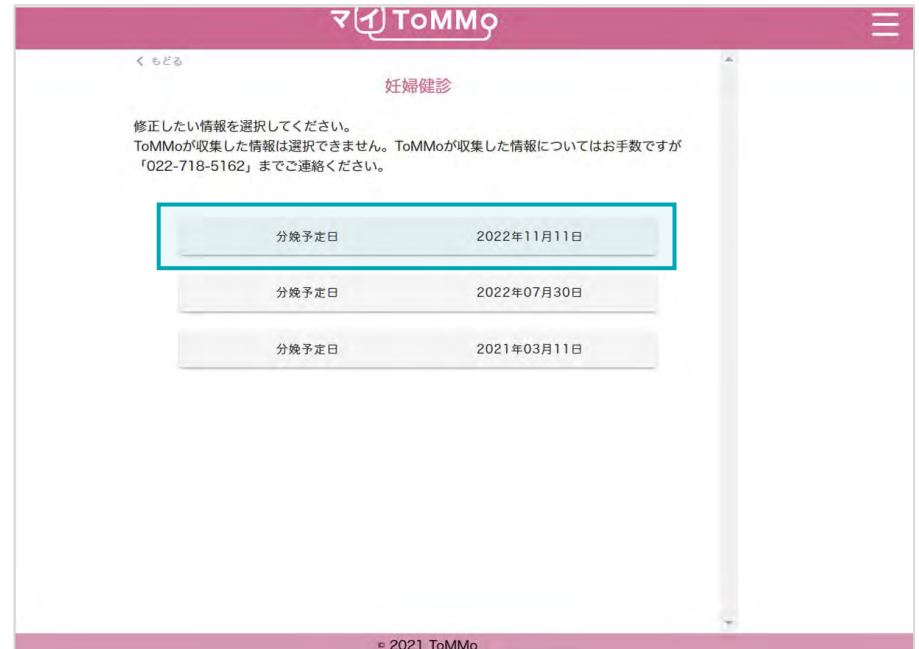 マイToMMo
く もどる
妊婦健診
修正したい情報を選択してください。
ToMMoが収集した情報は選択できません。ToMMoが収集した情報についてはお手数ですが
「022-718-5162」までご連絡ください。
分娩予定日 2022年11月11日
分娩予定日 2022年07月30日
分娩予定日 2021年03月11日
© 2021 ToMMo